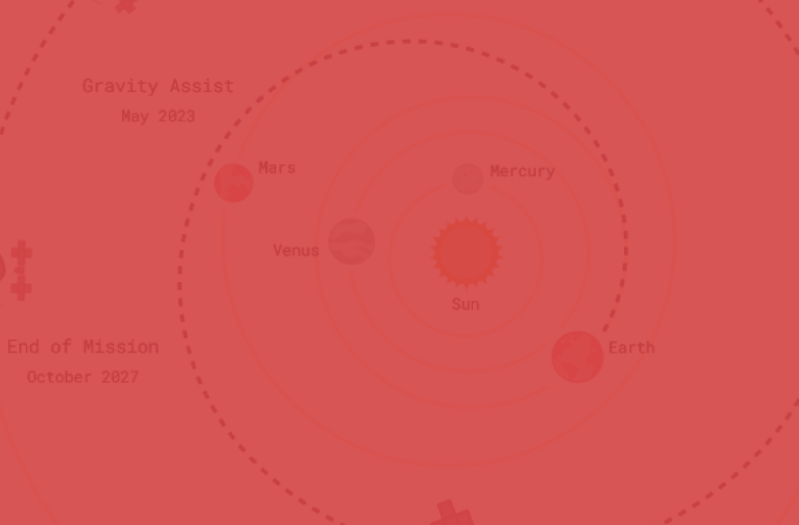 Gravity Assist
May 2023
Mars
Mercury
Venus
Sun
End of Mission
October 2027
Earth